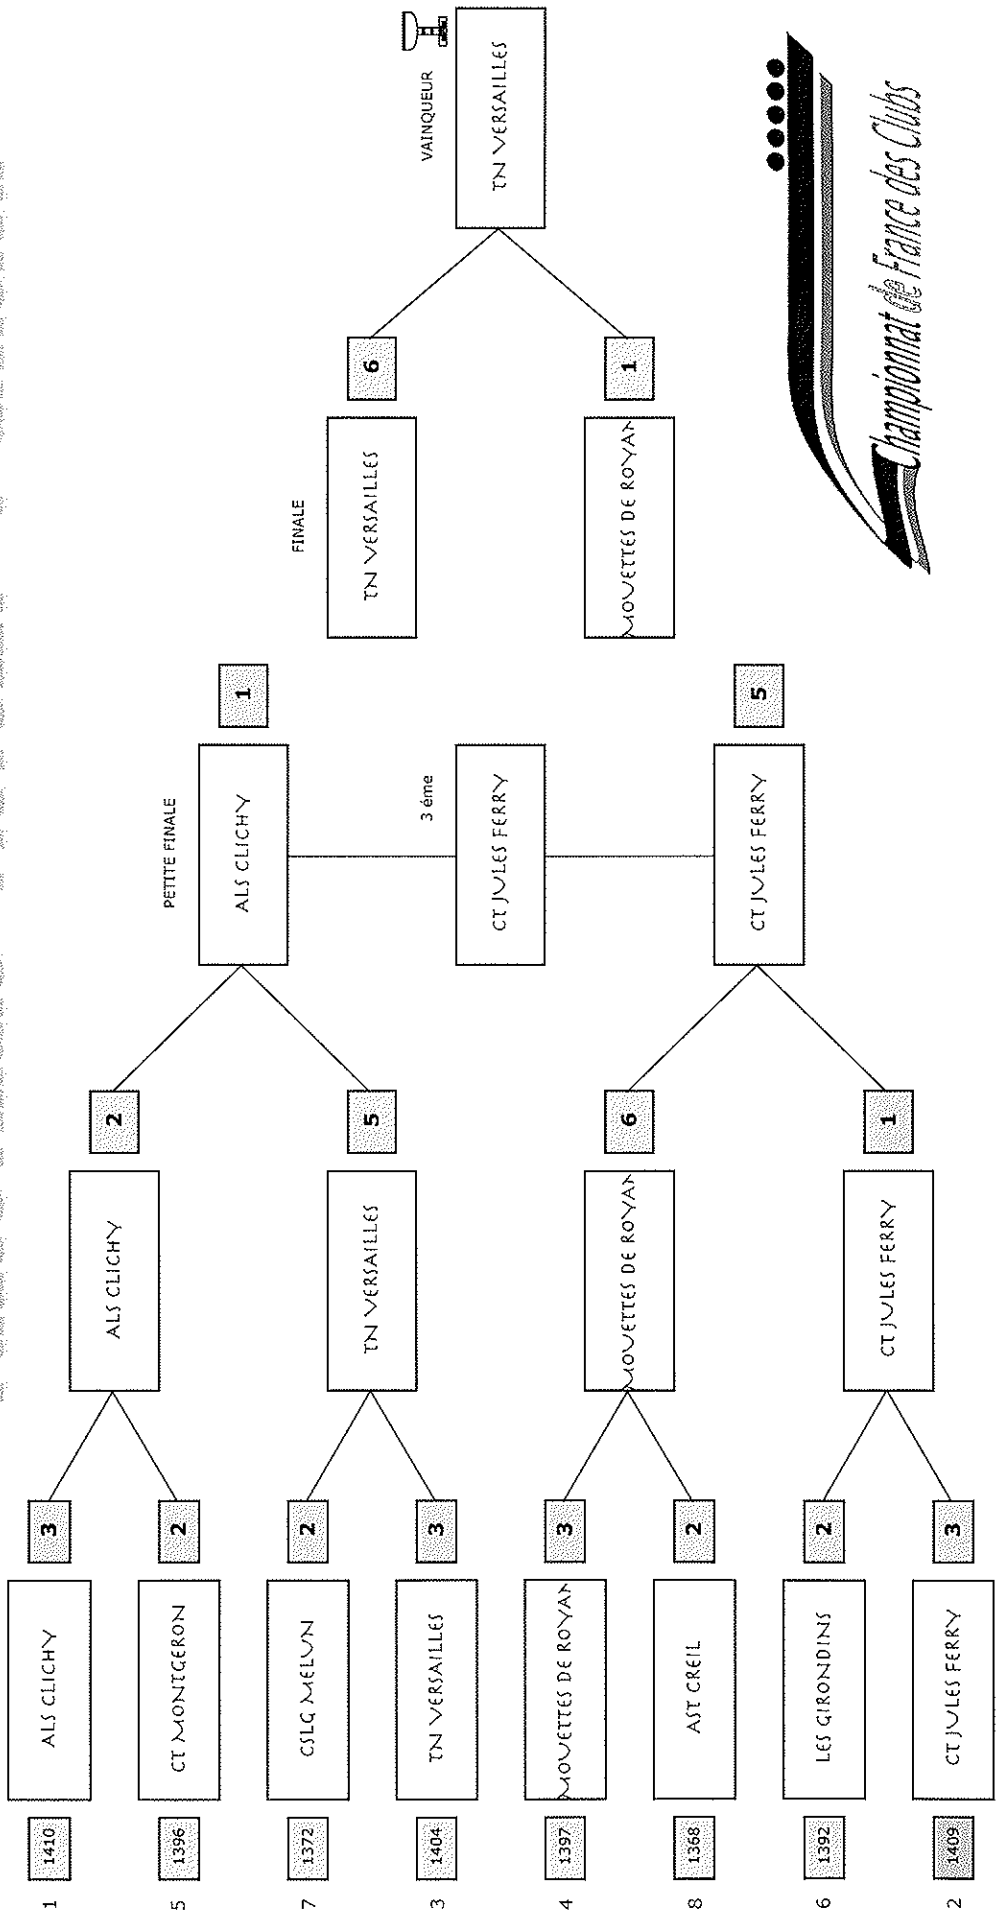 1
1410
ALS CLICHY
3
5
1396
CT MONTGERON
2
7
1372
CSLG MELUN
2
3
1404
TN VERSAILLES
3
4
1397
MOUETTES DE ROYAN
3
8
1368
AST CREIL
2
6
1392
LES GIRONDINS
2
2
1409
CT JULES FERRY
3
ALS CLICHY
2
TN VERSAILLES
5
MOUETTES DE ROYAN
6
CT JULES FERRY
1
PETITE FINALE
ALS CLICHY
1
3 éme
CT JULES FERRY
CT JULES FERRY
5
FINALE
TN VERSAILLES
6
MOUETTES DE ROYAN
1
VAINQUEUR
TN VERSAILLES
Championnat de France des Clubs